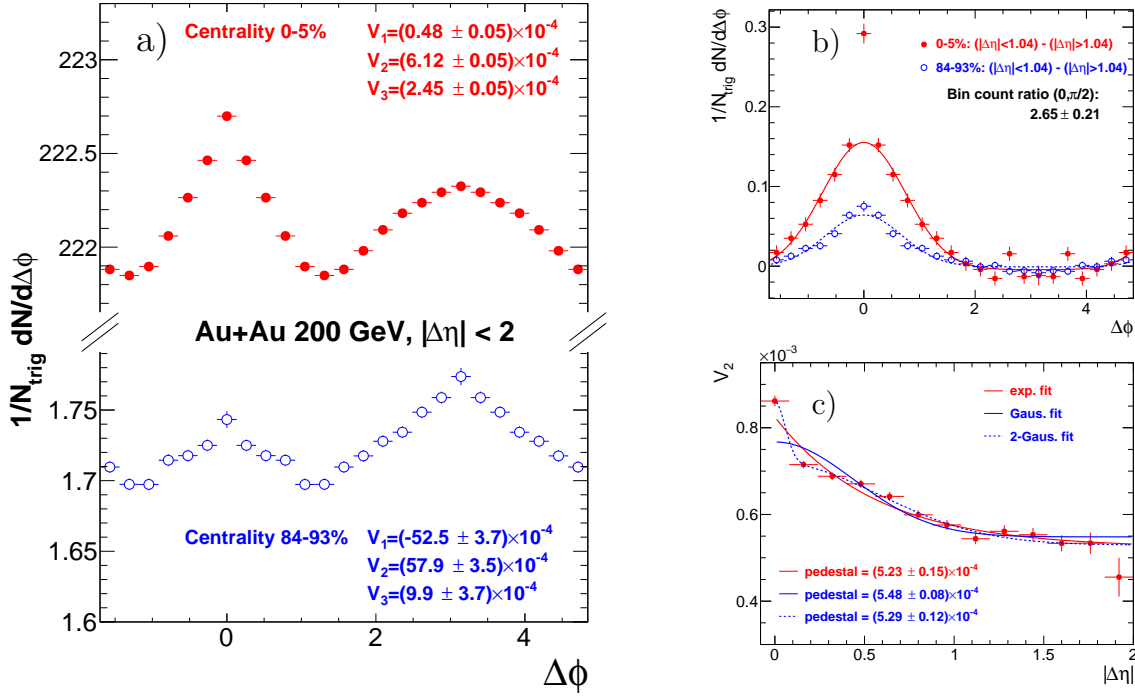 a)
Centrality 0-5%
V1=(0.48 ± 0.05)×10-4
V2=(6.12 ± 0.05)×10-4
V3=(2.45 ± 0.05)×10-4
223
222.5
222
1/Ntrig dN/dΔφ
Au+Au 200 GeV, |Δη| < 2
1.75
1.7
1.65
1.6
Centrality 84-93%
V1=(-52.5 ± 3.7)×10-4
V2=(57.9 ± 3.5)×10-4
V3=(9.9 ± 3.7)×10-4
0 2 4
Δφ
b)
0-5%: (|Δη|<1.04) - (|Δη|>1.04)
84-93%: (|Δη|<1.04) - (|Δη|>1.04)
Bin count ratio (0,π/2):
2.65 ± 0.21
1/Ntrig dN/dΔφ
0.3
0.2
0.1
0
0 2 4
Δφ
×10−3
V2
c)
exp. fit
Gaus. fit
2-Gaus. fit
0.8
0.6
0.4
pedestal = (5.23 ± 0.15)×10-4
pedestal = (5.48 ± 0.08)×10-4
pedestal = (5.29 ± 0.12)×10-4
0 0.5 1 1.5 2
|Δη|